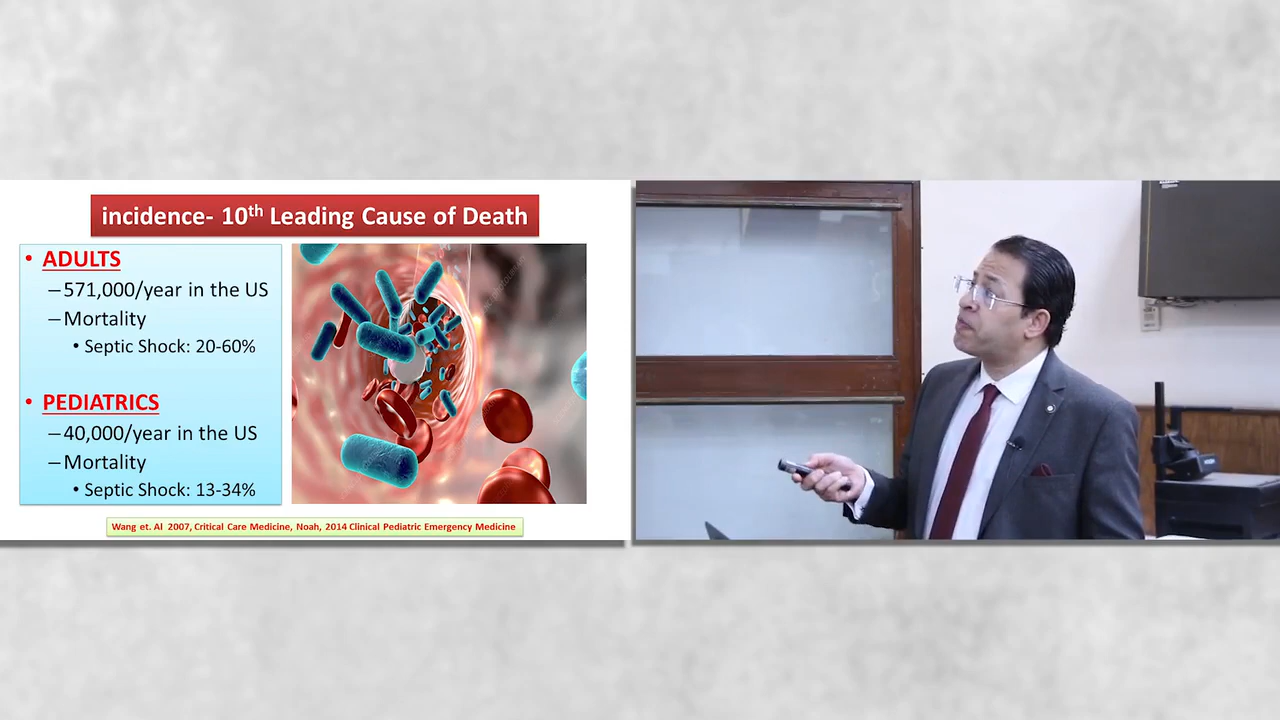 incidence- 10th Leading Cause of Death
• ADULTS
–571,000/year in the US
–Mortality
• Septic Shock: 20-60%
• PEDIATRICS
–40,000/year in the US
–Mortality
• Septic Shock: 13-34%
Wang et. Al 2007, Critical Care Medicine, Noah, 2014 Clinical Pediatric Emergency Medicine